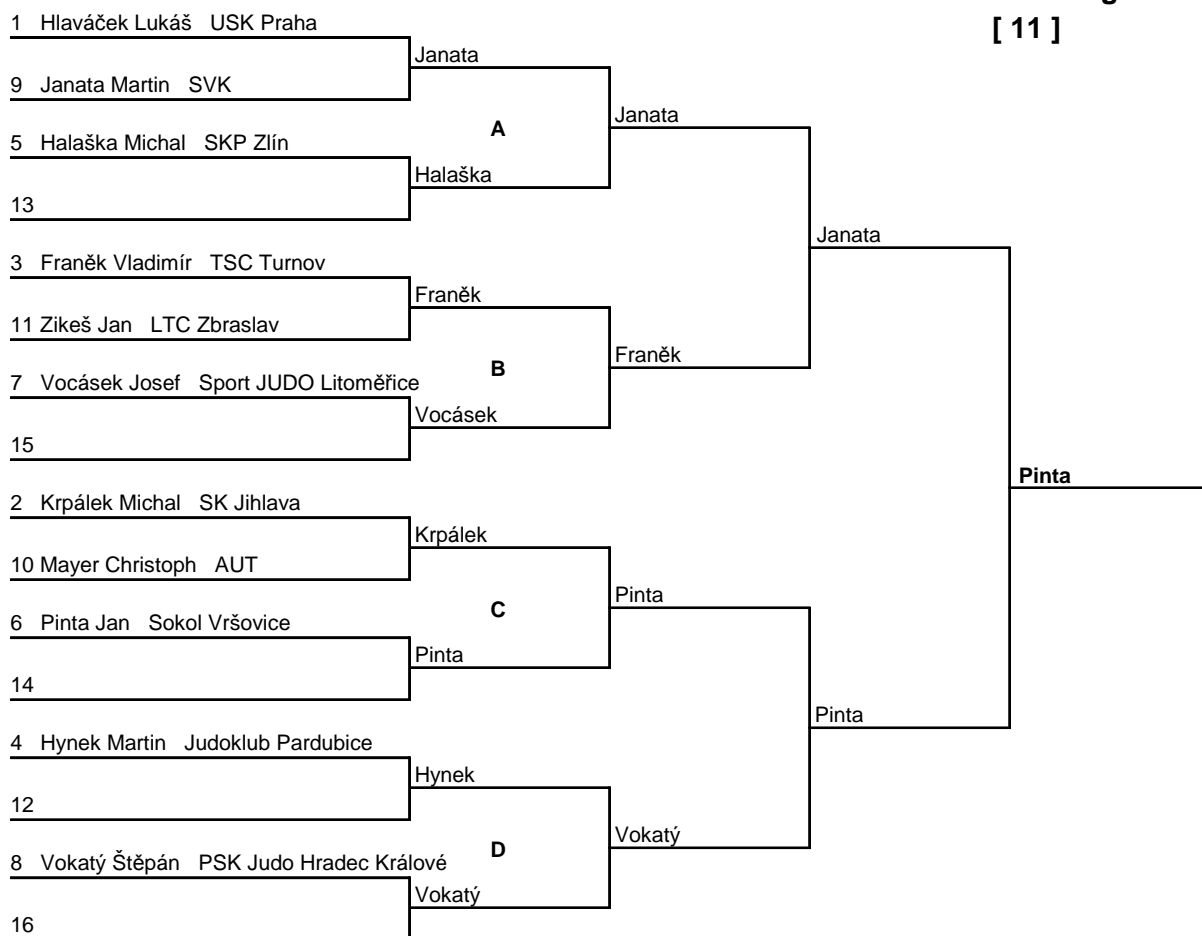 [ 11 ]
1 Hlaváček Lukáš USK Praha
Janata
9 Janata Martin SVK
A
Janata
5 Halaška Michal SKP Zlín
Halaška
13
Janata
3 Franěk Vladimír TSC Turnov
Franěk
11 Zikeš Jan LTC Zbraslav
B
Franěk
7 Vocásek Josef Sport JUDO Litoměřice
Vocásek
15
Pinta
2 Krpálek Michal SK Jihlava
Krpálek
10 Mayer Christoph AUT
C
Pinta
6 Pinta Jan Sokol Vršovice
Pinta
14
Pinta
4 Hynek Martin Judoklub Pardubice
Hynek
12
D
Vokatý
8 Vokatý Štěpán PSK Judo Hradec Králové
Vokatý
16